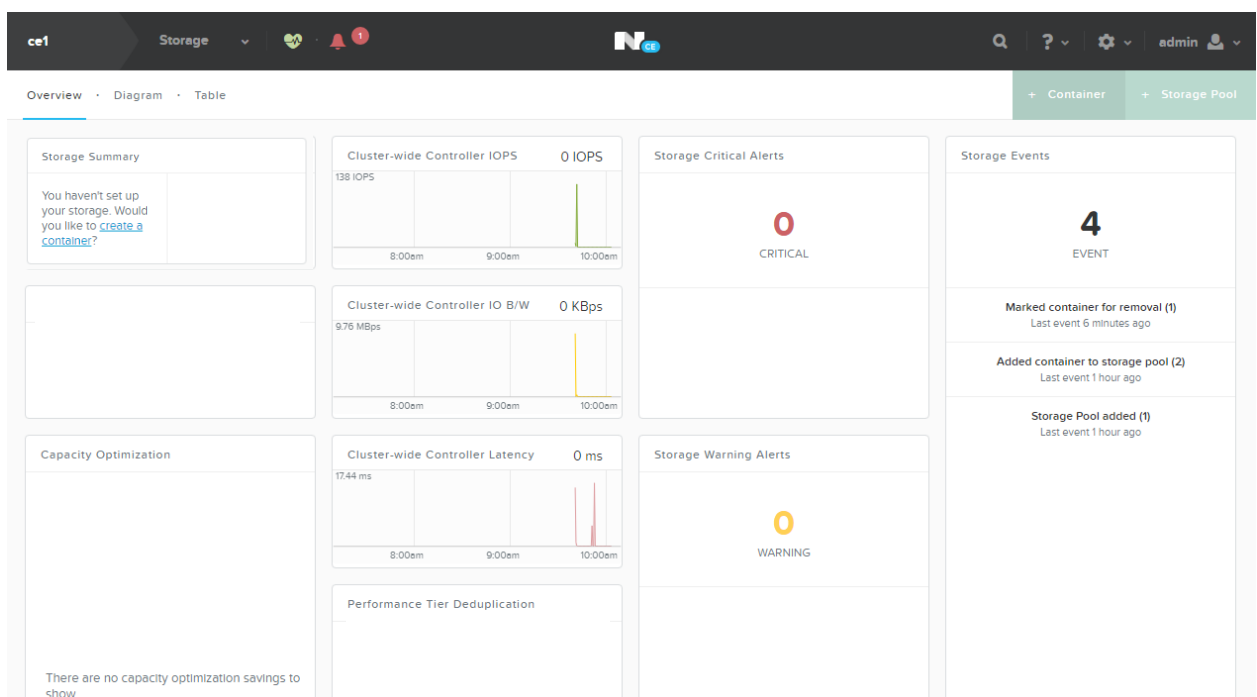 ce1
Storage
1
N CE
?
admin
Overview · Diagram · Table
+ Container
+ Storage Pool
Storage Summary
You haven't set up
your storage. Would
you like to create a
container?
Cluster-wide Controller IOPS 0 IOPS
138 IOPS
8:00am 9:00am 10:00am
Cluster-wide Controller IO B/W 0 KBps
9.76 MBps
8:00am 9:00am 10:00am
Capacity Optimization
There are no capacity optimization savings to
show
Cluster-wide Controller Latency 0 ms
17.44 ms
8:00am 9:00am 10:00am
Performance Tier Deduplication
Storage Critical Alerts
0
CRITICAL
Storage Warning Alerts
0
WARNING
Storage Events
4
EVENT
Marked container for removal (1)
Last event 6 minutes ago
Added container to storage pool (2)
Last event 1 hour ago
Storage Pool added (1)
Last event 1 hour ago